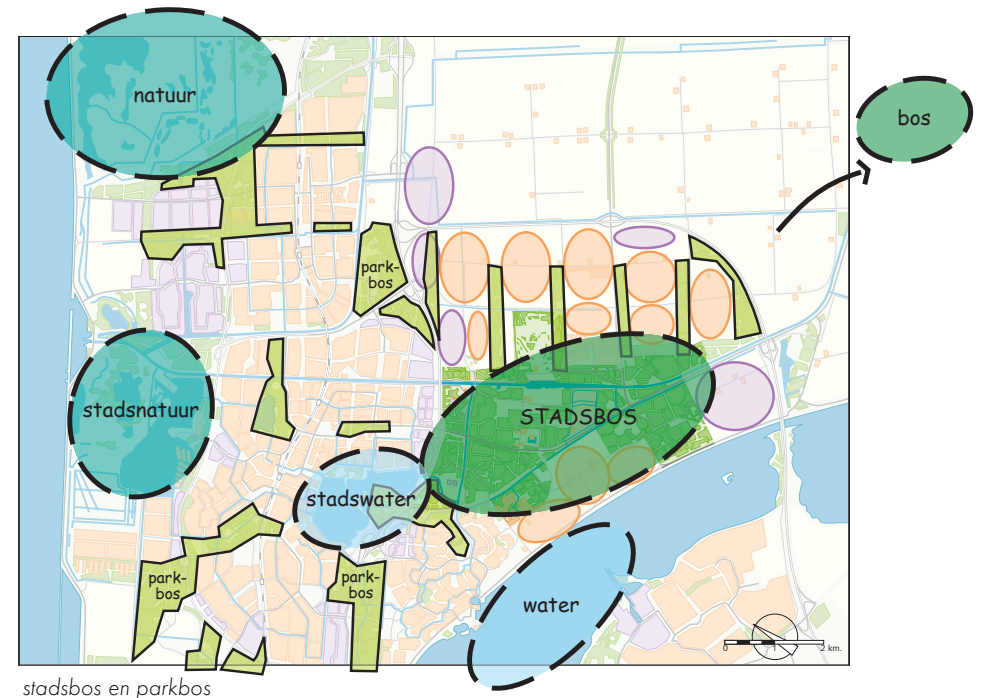 natuur
bos
park-
bos
stadsnatuur
STADSBOS
stadswater
park-
bos
park-
bos
water
0 1 2 km.
stadsbos en parkbos